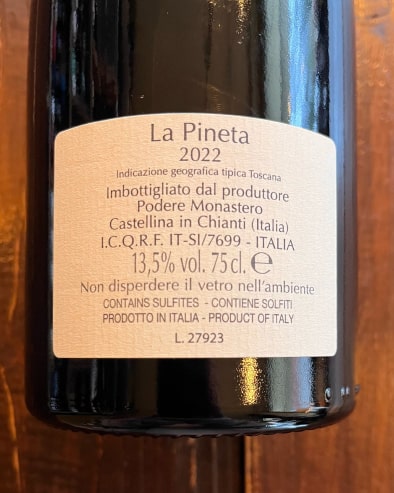 La Pineta
2022
Indicazione geografica tipica Toscana
Imbottigliato dal produttore
Podere Monastero
Castellina in Chianti (Italia)
I.C.Q.R.F. IT-SI/7699 - ITALIA
13,5% vol. 75 cl. ℮
Non disperdere il vetro nell'ambiente
CONTAINS SULFITES - CONTIENE SOLFITI
PRODOTTO IN ITALIA - PRODUCT OF ITALY
L. 27923